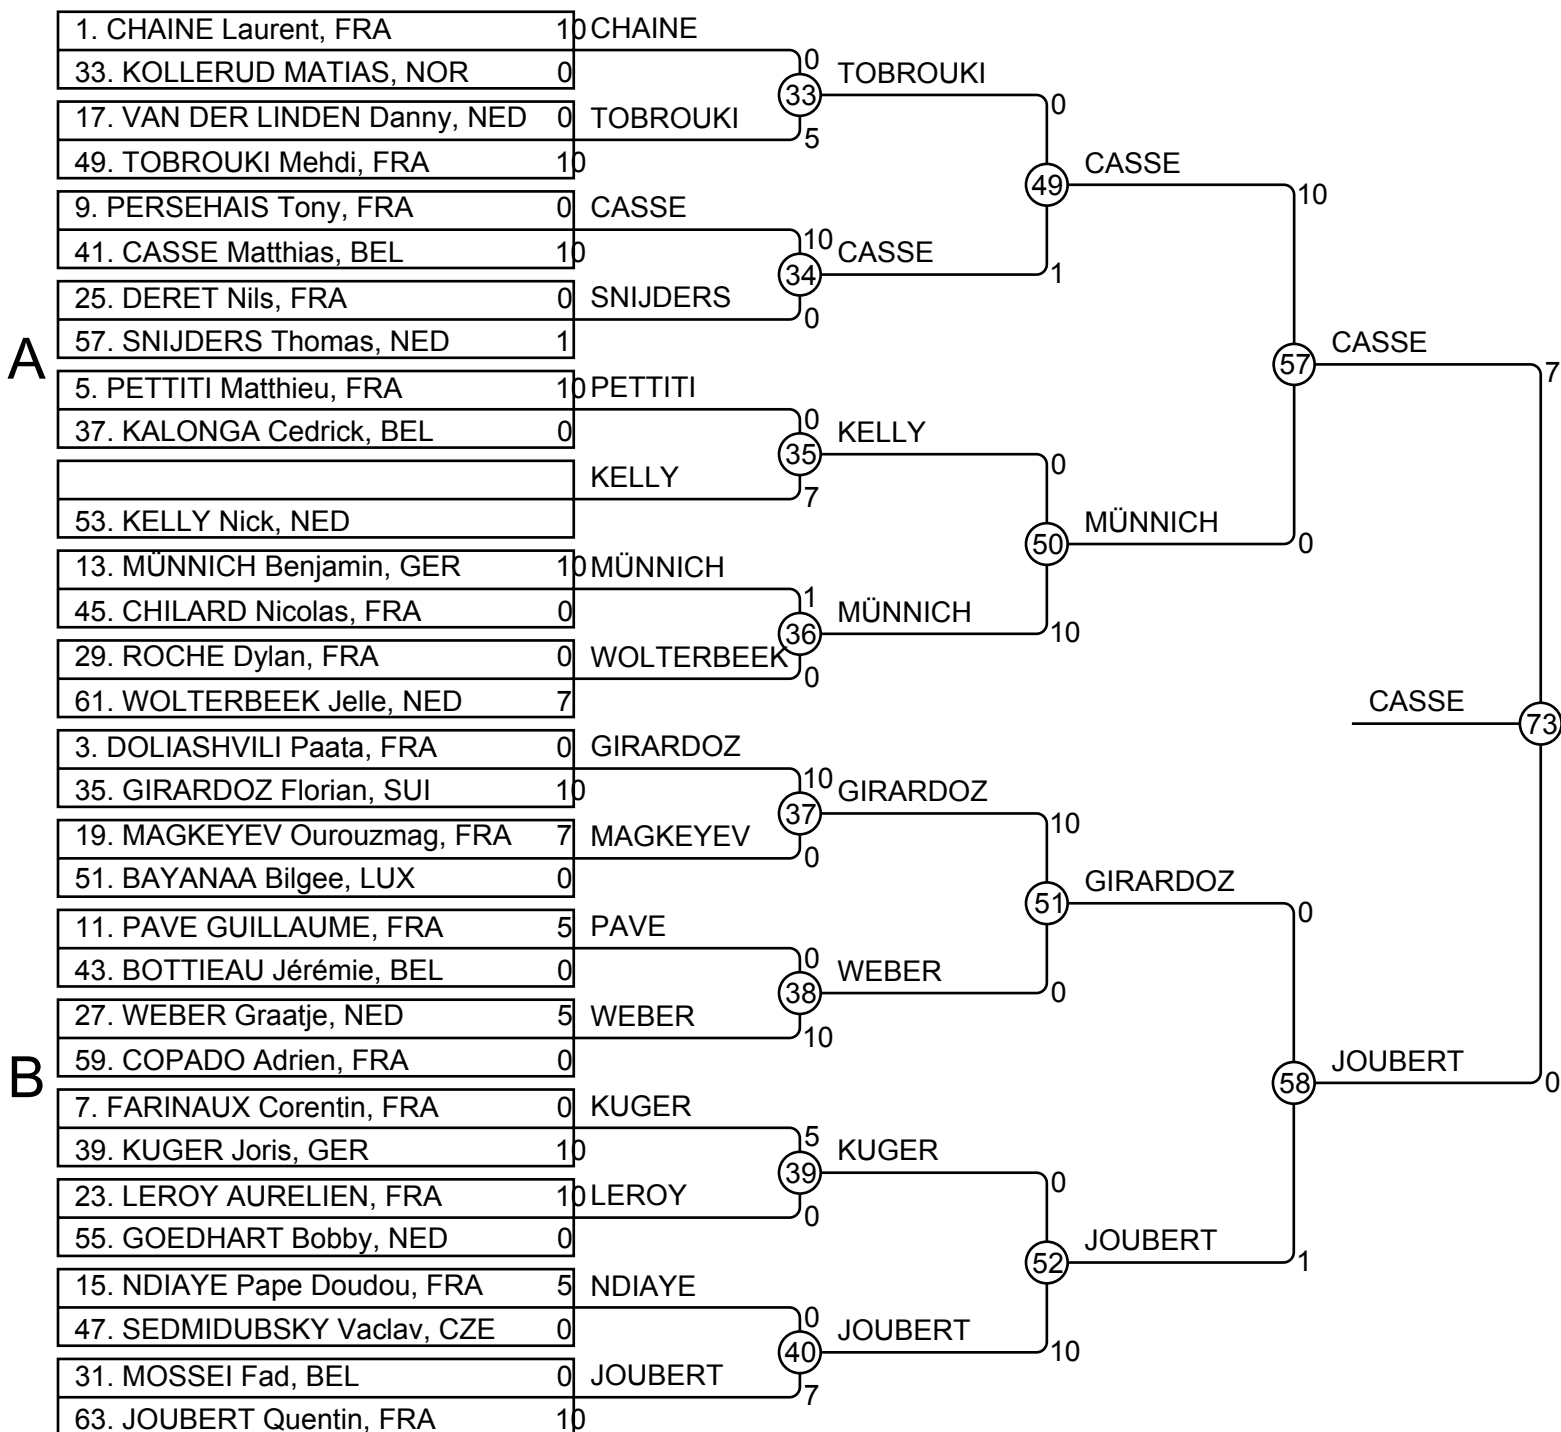 1. CHAINE Laurent, FRA 10 CHAINE
0
33. KOLLERUD MATIAS, NOR 0
TOBROUKI
33
0
17. VAN DER LINDEN Danny, NED 0 TOBROUKI
5
49. TOBROUKI Mehdi, FRA 10
CASSE
49
10
9. PERSEHAIS Tony, FRA 0 CASSE
10
41. CASSE Matthias, BEL 10
CASSE
34
1
25. DERET Nils, FRA 0 SNIJDERS
0
57. SNIJDERS Thomas, NED 1
A
CASSE
57
7
5. PETTITI Matthieu, FRA 10 PETTITI
0
37. KALONGA Cedrick, BEL 0
KELLY
35
0
KELLY
7
53. KELLY Nick, NED
MÜNNICH
50
0
13. MÜNNICH Benjamin, GER 10 MÜNNICH
1
45. CHILARD Nicolas, FRA 0
MÜNNICH
36
10
29. ROCHE Dylan, FRA 0 WOLTERBEEK
0
61. WOLTERBEEK Jelle, NED 7
CASSE
73
3. DOLIASHVILI Paata, FRA 0 GIRARDOZ
10
35. GIRARDOZ Florian, SUI 10
GIRARDOZ
37
10
19. MAGKEYEV Ourouzmag, FRA 7 MAGKEYEV
0
51. BAYANAA Bilgee, LUX 0
GIRARDOZ
51
0
11. PAVE GUILLAUME, FRA 5 PAVE
0
43. BOTTIEAU Jérémie, BEL 0
WEBER
38
0
27. WEBER Graatje, NED 5 WEBER
10
59. COPADO Adrien, FRA 0
B
JOUBERT
58
0
7. FARINAUX Corentin, FRA 0 KUGER
5
39. KUGER Joris, GER 10
KUGER
39
0
23. LEROY AURELIEN, FRA 10 LEROY
0
55. GOEDHART Bobby, NED 0
JOUBERT
52
1
15. NDIAYE Pape Doudou, FRA 5 NDIAYE
0
47. SEDMIDUBSKY Vaclav, CZE 0
JOUBERT
40
10
31. MOSSEI Fad, BEL 0 JOUBERT
7
63. JOUBERT Quentin, FRA 10